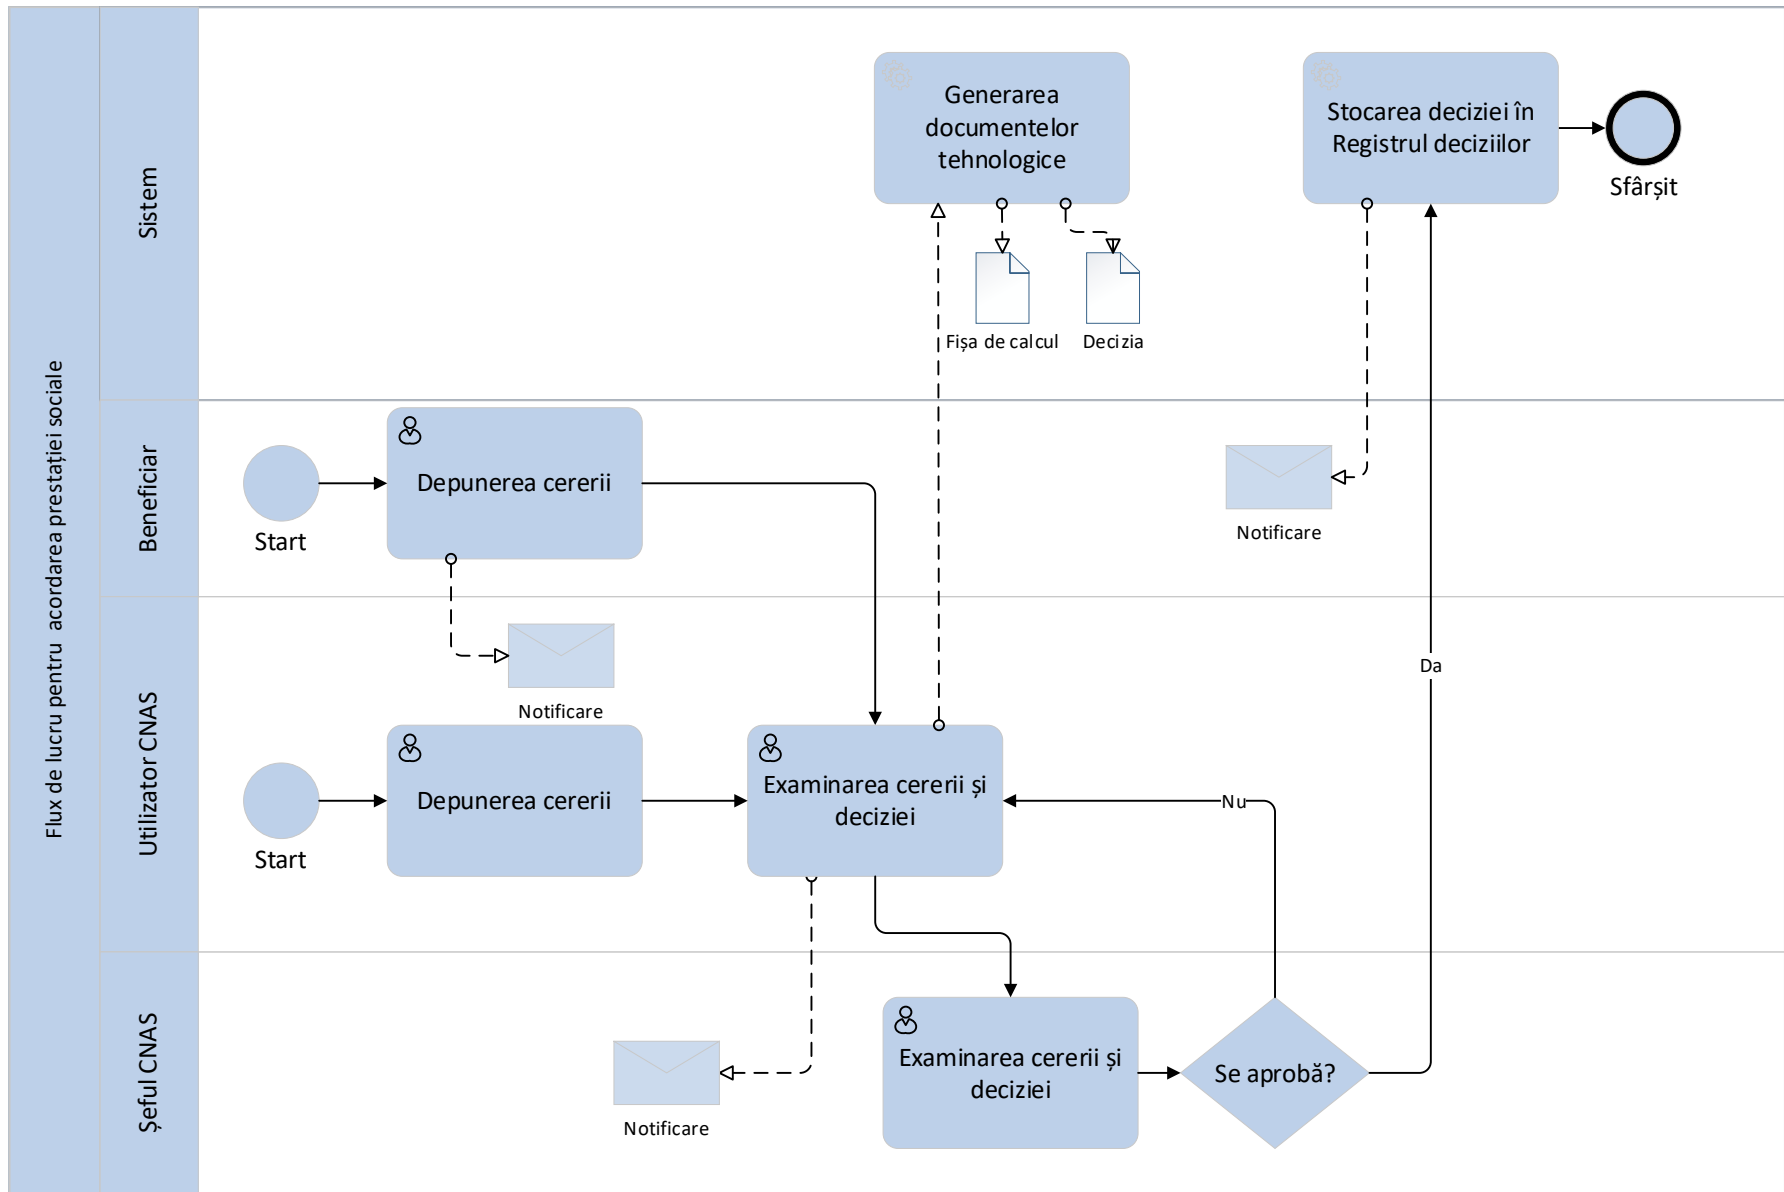 Flux de lucru pentru acordarea prestației sociale
Sistem
Generarea
documentelor
tehnologice
Stocarea deciziei în
Registrul deciziilor
Sfârșit
Fișa de calcul
Decizia
Beneficiar
Start
Depunerea cererii
Notificare
Notificare
Utilizator CNAS
Start
Depunerea cererii
Examinarea cererii și
deciziei
Nu
Da
Șeful CNAS
Notificare
Examinarea cererii și
deciziei
Se aprobă?